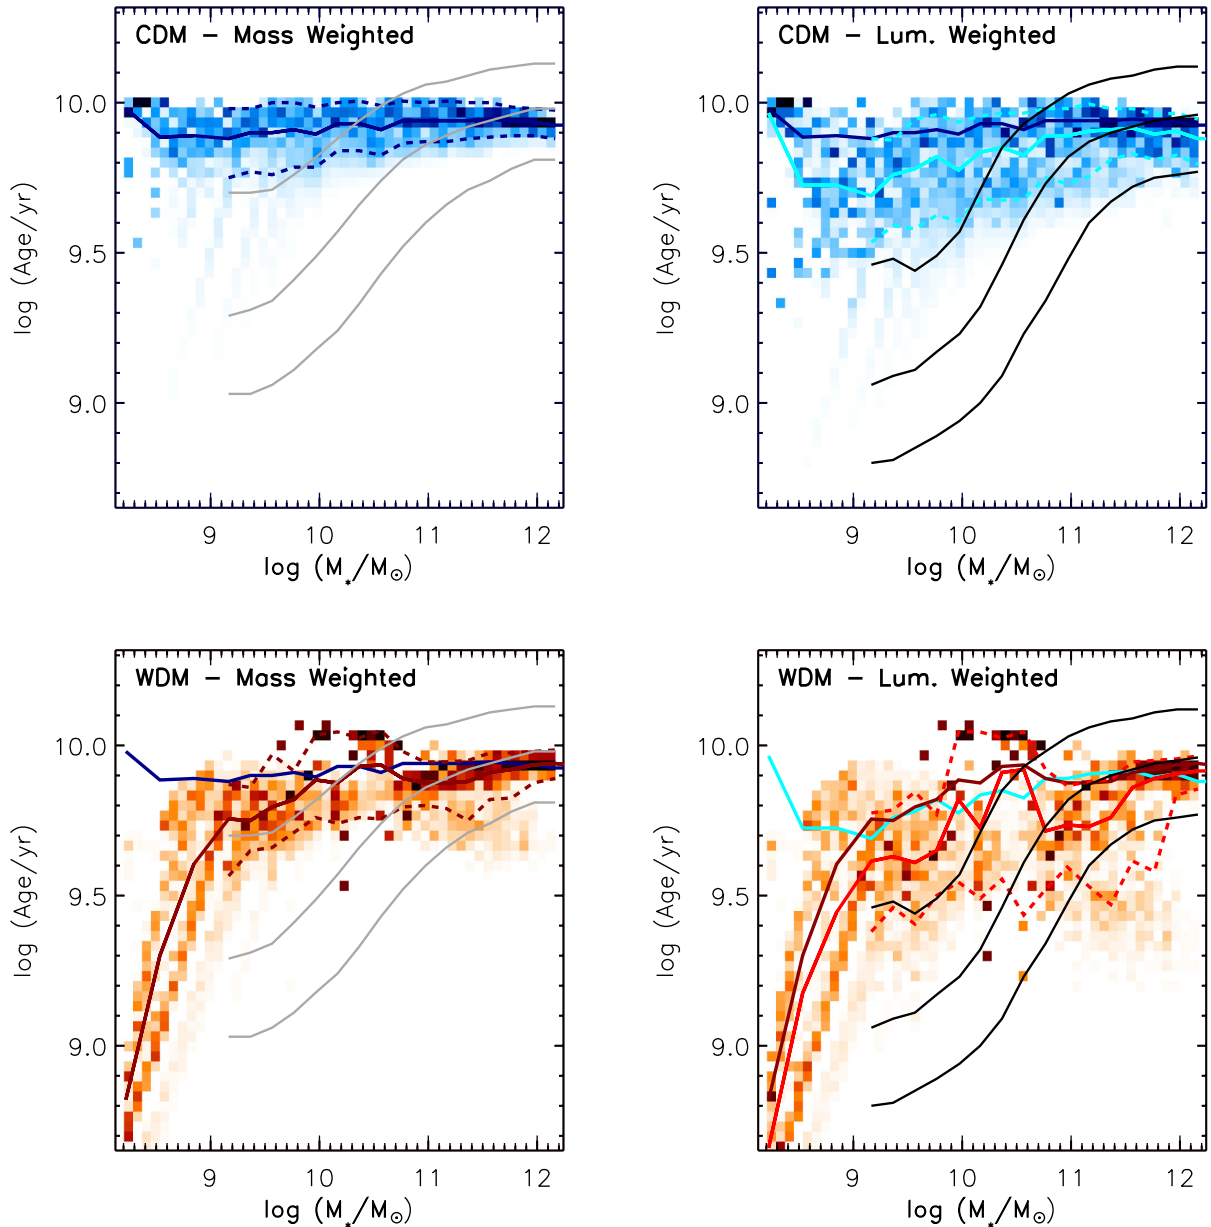 CDM – Mass Weighted
10.0
9.5
9.0
log (Age/yr)
9 10 11 12
log (M*/M⊙)
CDM – Lum. Weighted
10.0
9.5
9.0
log (Age/yr)
9 10 11 12
log (M*/M⊙)
WDM – Mass Weighted
10.0
9.5
9.0
log (Age/yr)
9 10 11 12
log (M*/M⊙)
WDM – Lum. Weighted
10.0
9.5
9.0
log (Age/yr)
9 10 11 12
log (M*/M⊙)